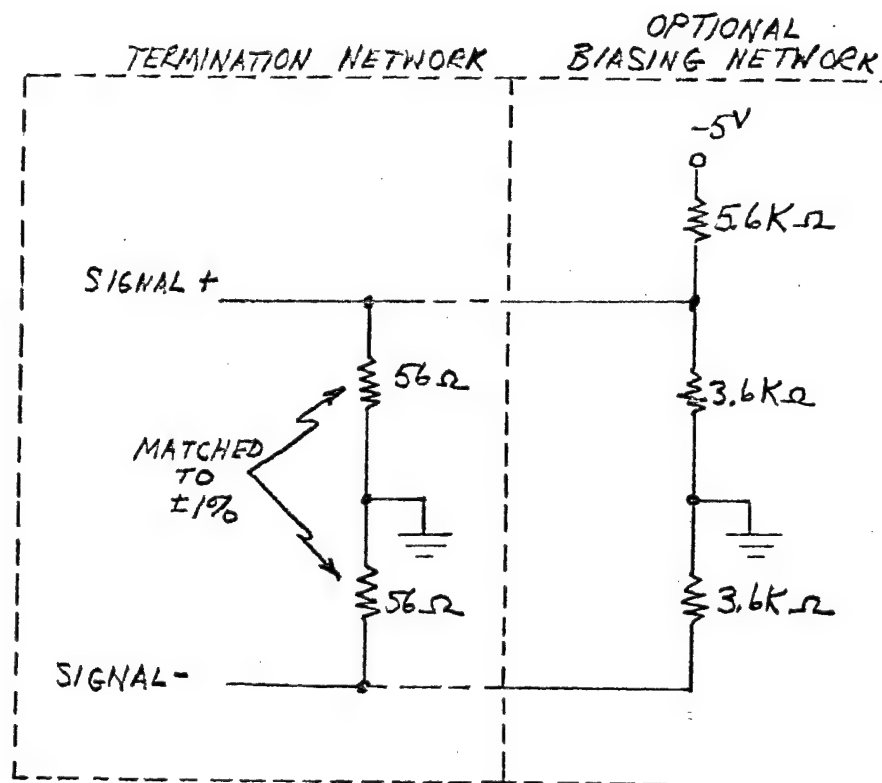 TERMINATION NETWORK
OPTIONAL
BIASING NETWORK
-5V
5.6KΩ
SIGNAL +
56Ω
3.6KΩ
MATCHED
TO
±1%
56Ω
3.6KΩ
SIGNAL-